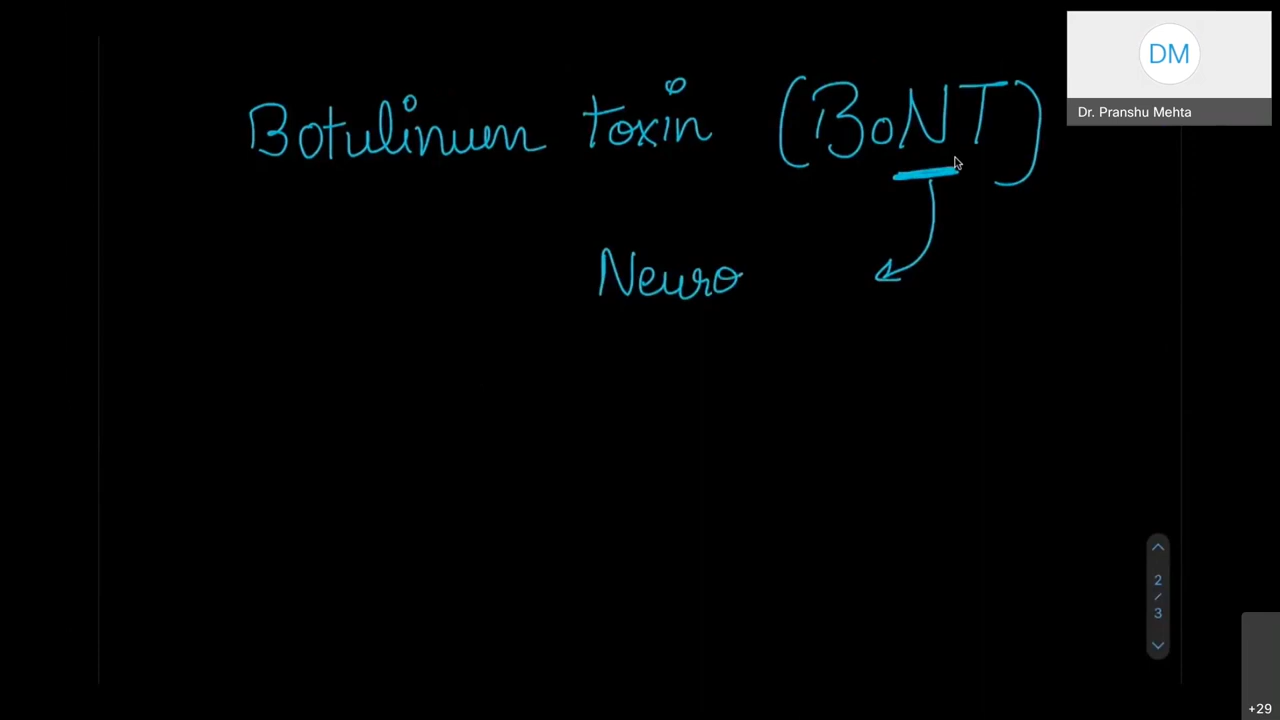 Botulinum toxin (BoNT)
Neuro
DM
Dr. Pranshu Mehta
2
/
3
+29